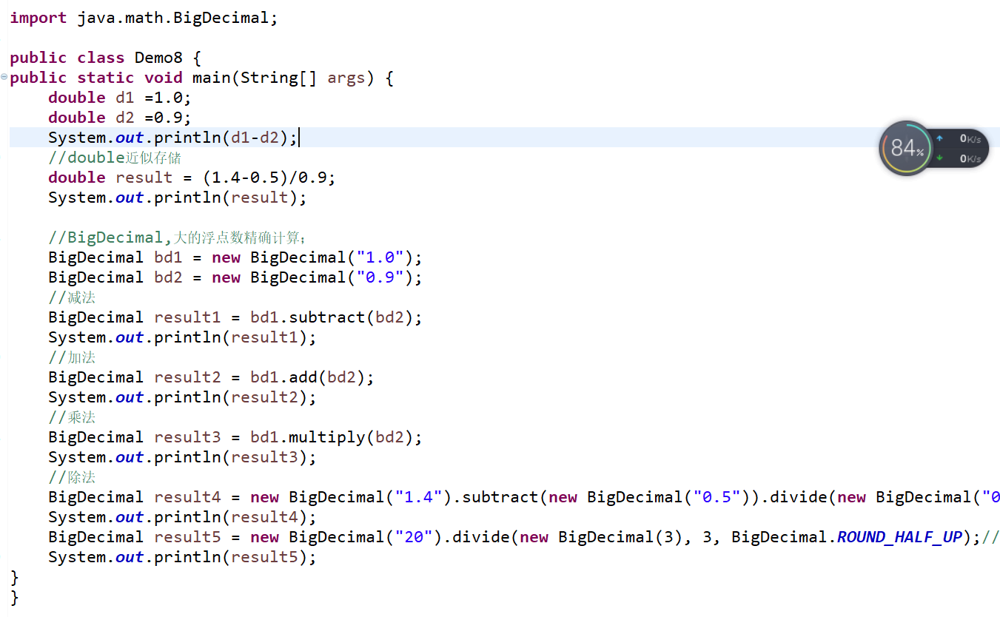 import java.math.BigDecimal;
public class Demo8 {
public static void main(String[] args) {
double d1 =1.0;
double d2 =0.9;
System.out.println(d1-d2);
//double近似存储
double result = (1.4-0.5)/0.9;
System.out.println(result);
//BigDecimal,大的浮点数精确计算;
BigDecimal bd1 = new BigDecimal("1.0");
BigDecimal bd2 = new BigDecimal("0.9");
//减法
BigDecimal result1 = bd1.subtract(bd2);
System.out.println(result1);
//加法
BigDecimal result2 = bd1.add(bd2);
System.out.println(result2);
//乘法
BigDecimal result3 = bd1.multiply(bd2);
System.out.println(result3);
//除法
BigDecimal result4 = new BigDecimal("1.4").subtract(new BigDecimal("0.5")).divide(new BigDecimal("0
System.out.println(result4);
BigDecimal result5 = new BigDecimal("20").divide(new BigDecimal(3), 3, BigDecimal.ROUND_HALF_UP);//
System.out.println(result5);
}
}
84%
0K/s
0K/s